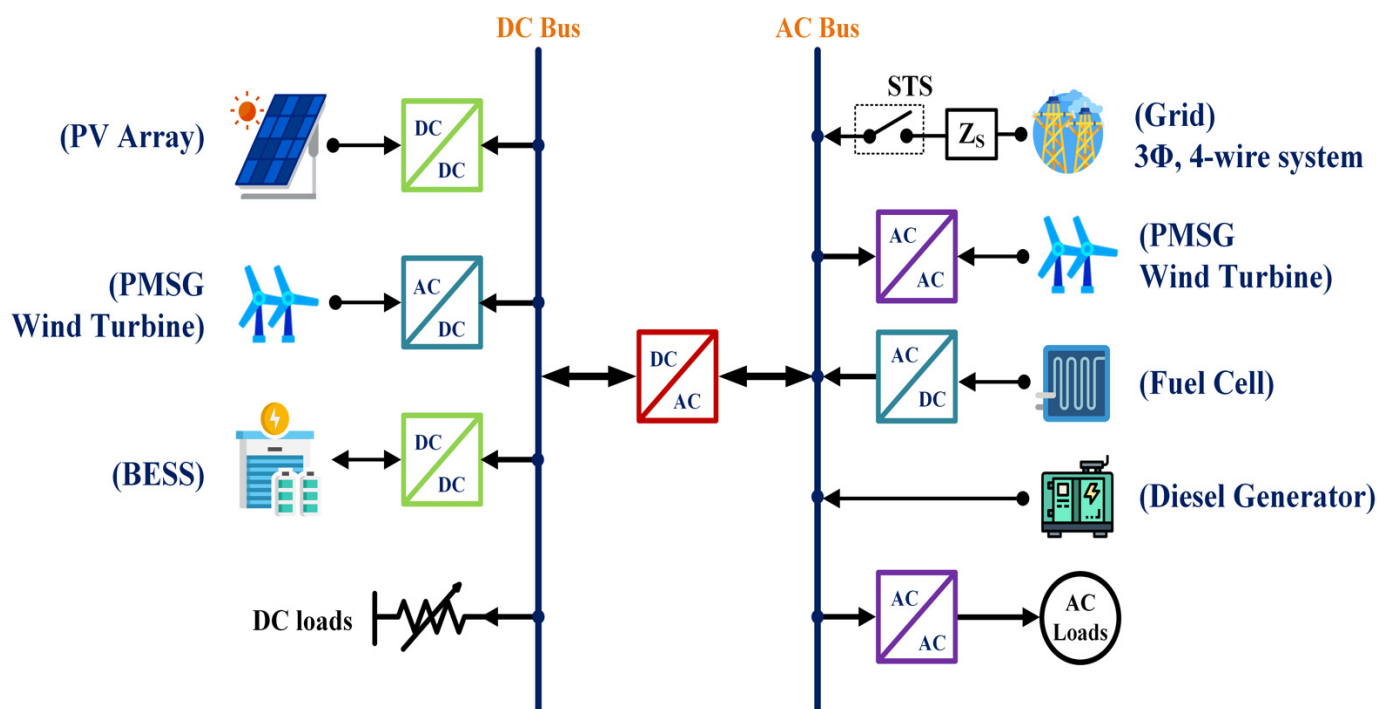 DC Bus
AC Bus
(PV Array)
DC
DC
(PMSG
Wind Turbine)
AC
DC
(BESS)
DC
DC
DC loads
DC
AC
STS
Z_S
(Grid)
3Φ, 4-wire system
AC
AC
(PMSG
Wind Turbine)
AC
DC
(Fuel Cell)
(Diesel Generator)
AC
AC
AC
Loads